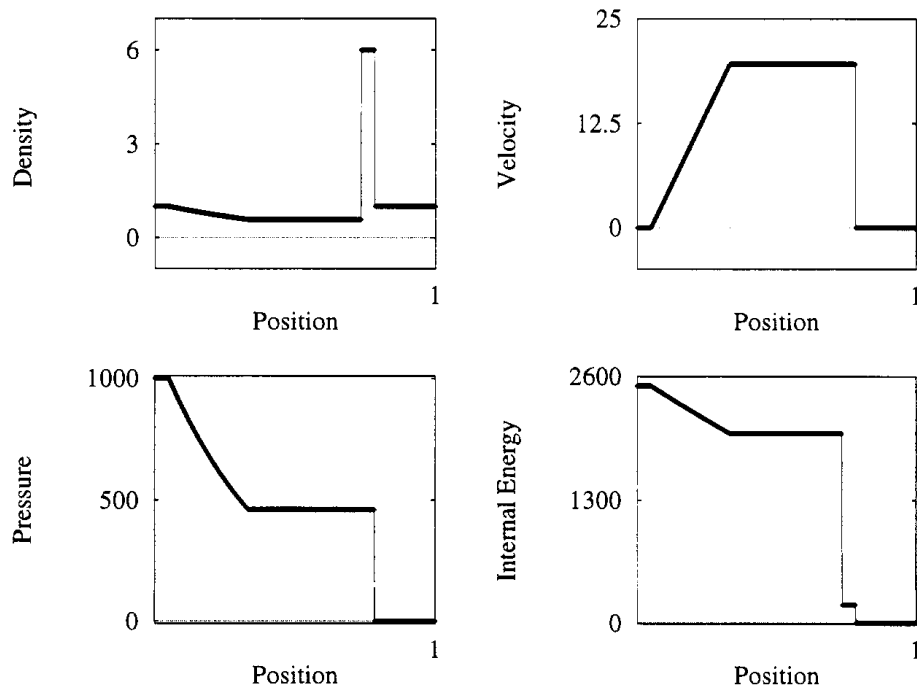 6
3
0
Density
1
Position
25
12.5
0
Velocity
1
Position
1000
500
0
Pressure
1
Position
2600
1300
0
Internal Energy
1
Position